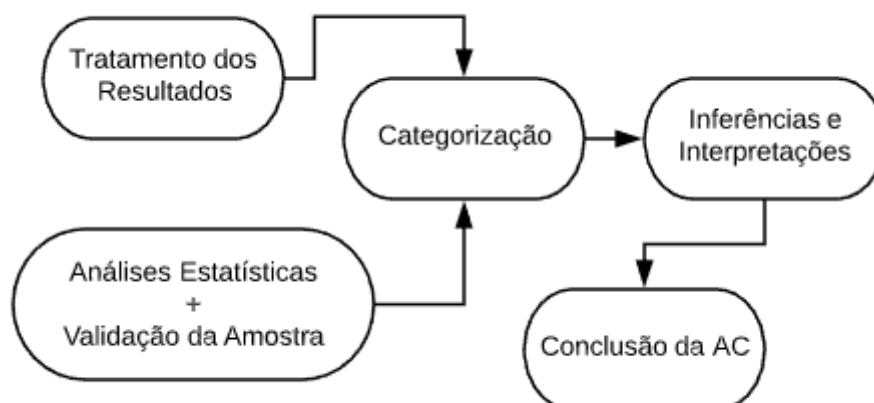 Tratamento dos
Resultados
Categorização
Inferências e
Interpretações
Análises Estatísticas
+
Validação da Amostra
Conclusão da AC